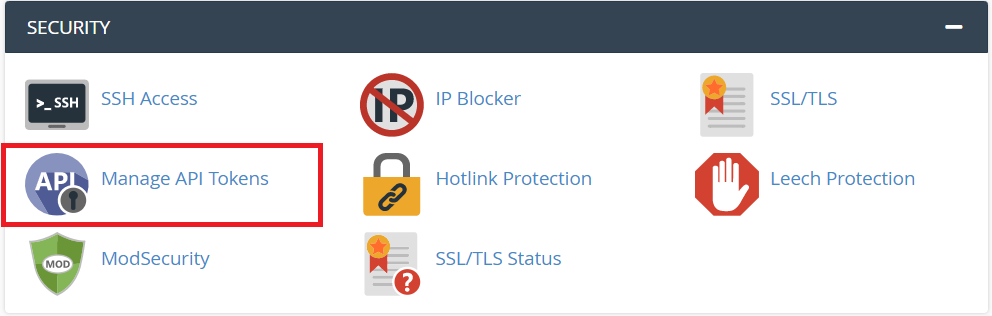 SECURITY
>_ SSH
SSH Access
IP
IP Blocker
SSL/TLS
API
Manage API Tokens
Hotlink Protection
Leech Protection
MOD
ModSecurity
?
SSL/TLS Status